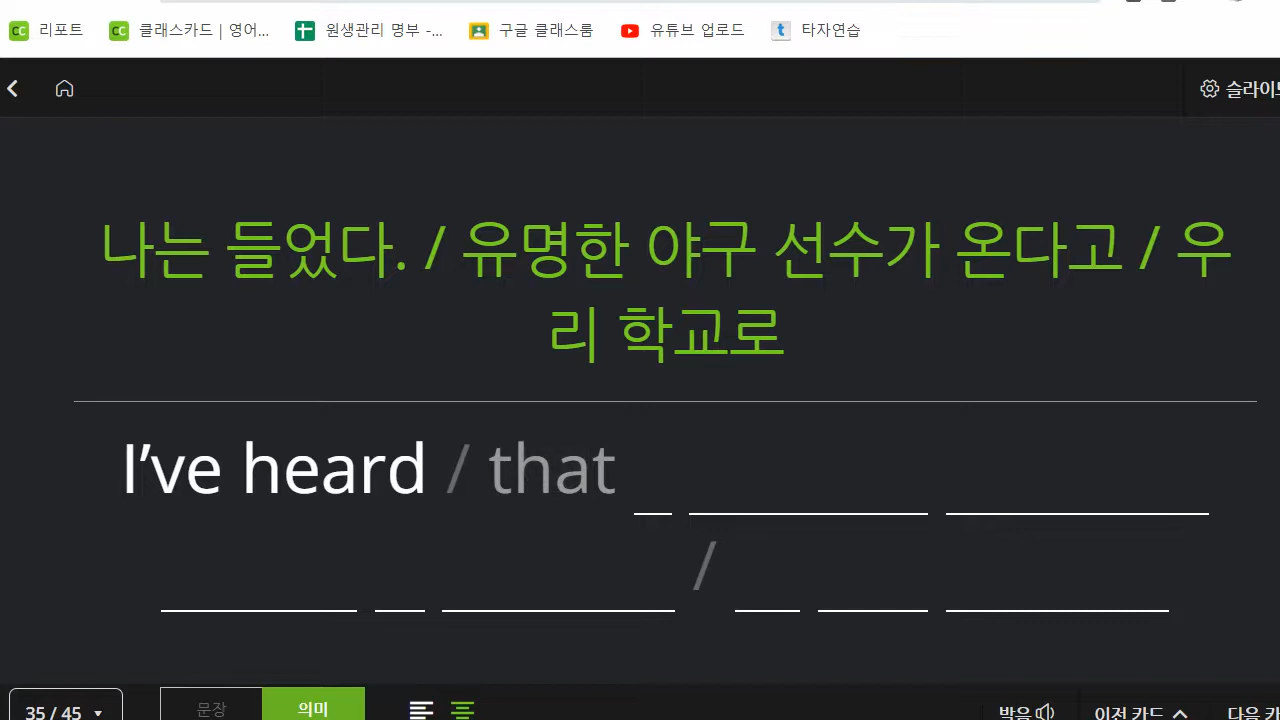 리포트 클래스카드 | 영어... 원생관리 명부 -... 구글 클래스룸 유튜브 업로드 타자연습
나는 들었다. / 유명한 야구 선수가 온다고 / 우
리 학교로
I've heard / that
/
35 / 45 문장 의미 발음 이전 카드